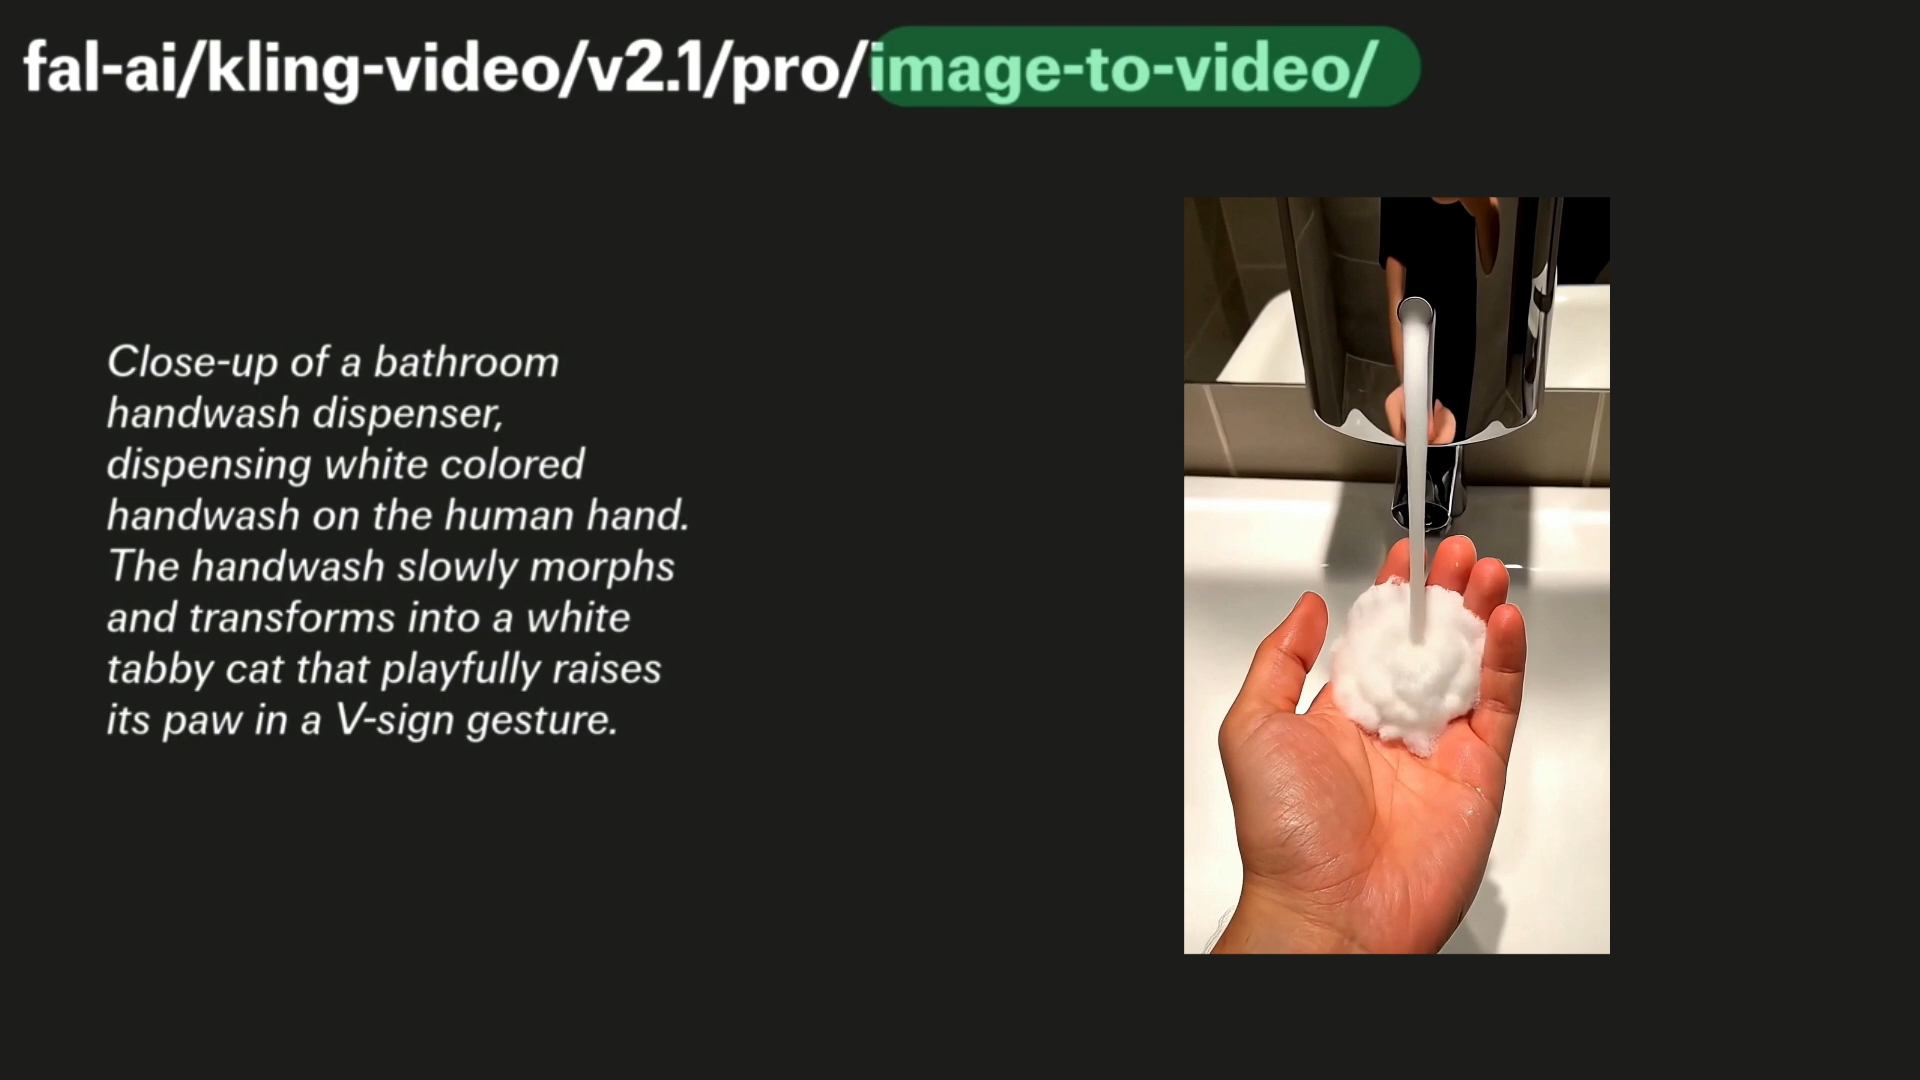 fal-ai/kling-video/v2.1/pro/image-to-video/
Close-up of a bathroom
handwash dispenser,
dispensing white colored
handwash on the human hand.
The handwash slowly morphs
and transforms into a white
tabby cat that playfully raises
its paw in a V-sign gesture.